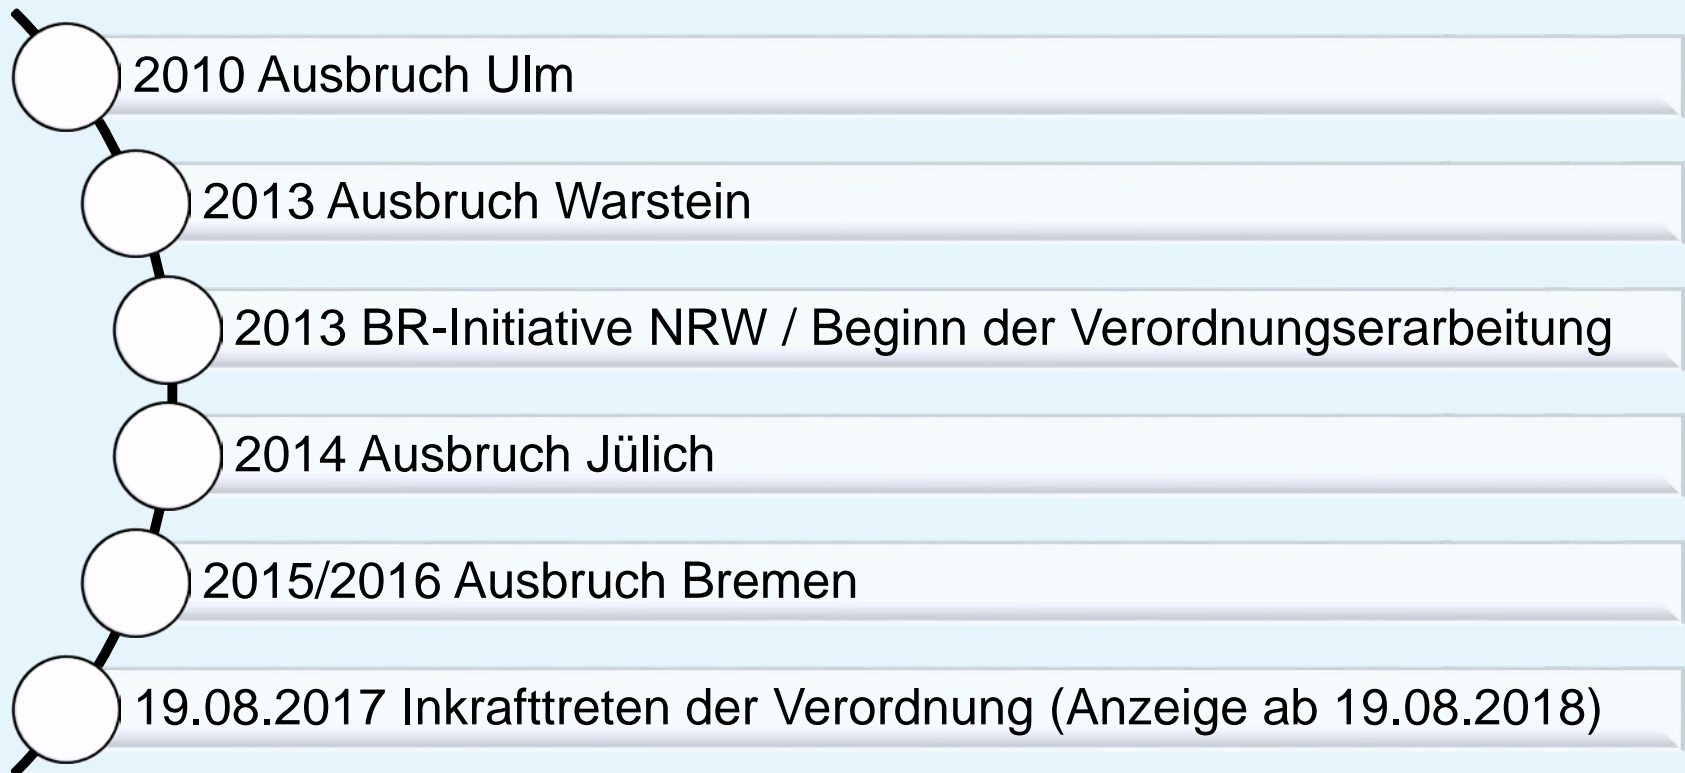 2010 Ausbruch Ulm
2013 Ausbruch Warstein
2013 BR-Initiative NRW / Beginn der Verordnungserarbeitung
2014 Ausbruch Jülich
2015/2016 Ausbruch Bremen
19.08.2017 Inkrafttreten der Verordnung (Anzeige ab 19.08.2018)